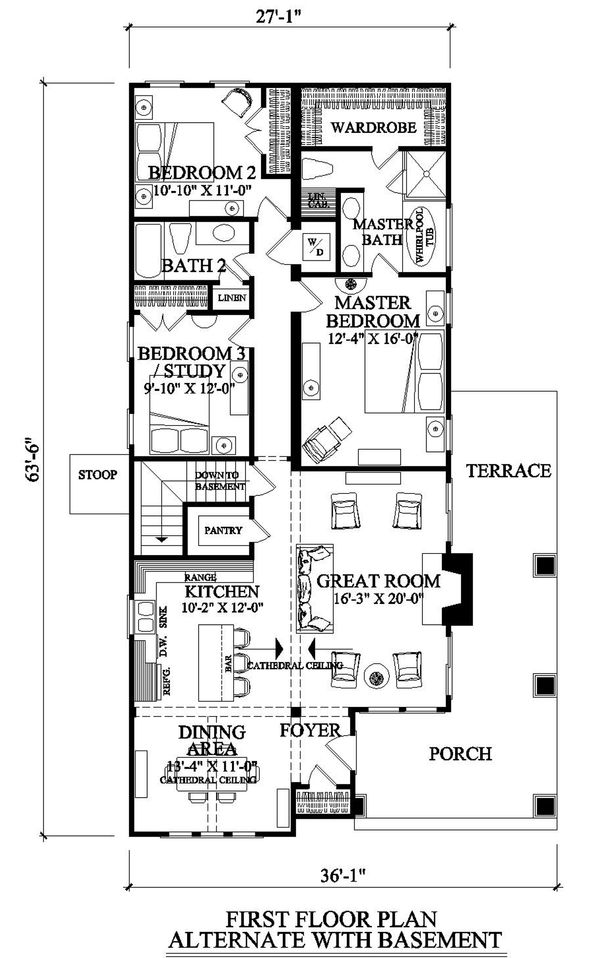 27'-1"
WARDROBE
BEDROOM 2
10'-10" X 11'-0"
LIN.
CAB.
MASTER
BATH
WHIRLPOOL
TUB
W/D
BATH 2
LINEN
MASTER
BEDROOM
12'-4" X 16'-0"
BEDROOM 3
/ STUDY
9'-10" X 12'-0"
63'-6"
STOOP
DOWN TO
BASEMENT
TERRACE
PANTRY
RANGE
KITCHEN
10'-2" X 12'-0"
GREAT ROOM
16'-3" X 20'-0"
SINK
D.W.
REFG.
BAR
CATHEDRAL CEILING
DINING
AREA
13'-4" X 11'-0"
CATHEDRAL CEILING
FOYER
PORCH
36'-1"
FIRST FLOOR PLAN
ALTERNATE WITH BASEMENT